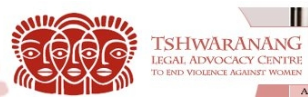 TSHWARANANG
LEGAL ADVOCACY CENTRE
TO END VIOLENCE AGAINST WOMEN
A